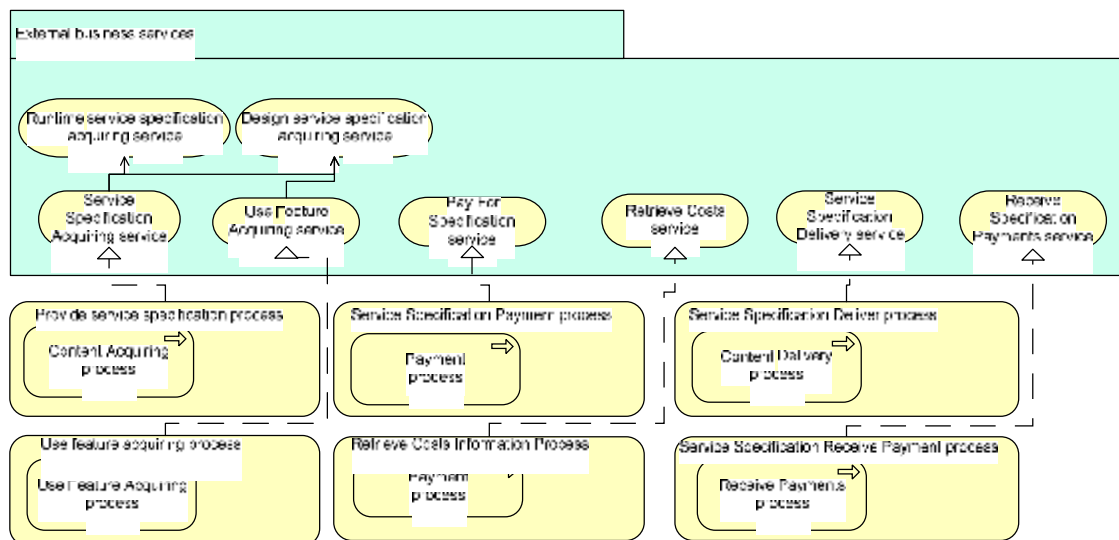 External business services
Runtime service specification
acquiring service
Design service specification
acquiring service
Service
Specification
Acquiring service
Use Feature
Acquiring service
Pay For
Specification
service
Retrieve Costs
service
Service
Specification
Delivery service
Receive
Specification
Payments service
Provide service specification process
Content Acquiring
process
Service Specification Payment process
Payment
process
Service Specification Deliver process
Content Delivery
process
Use feature acquiring process
Use Feature Acquiring
process
Retrieve Costs Information Process
Payment
process
Service Specification Receive Payment process
Receive Payments
process